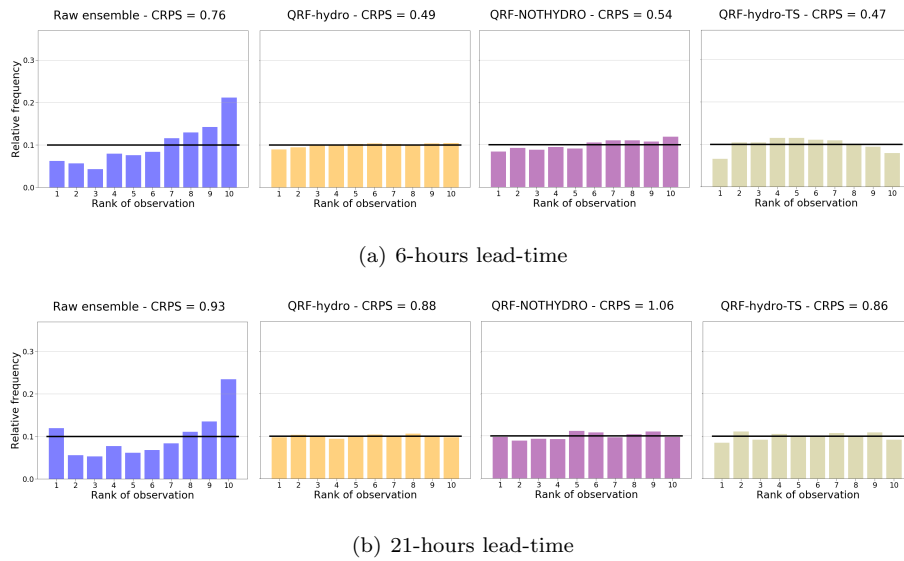 Raw ensemble - CRPS = 0.76 QRF-hydro - CRPS = 0.49 QRF-NOTHYDRO - CRPS = 0.54 QRF-hydro-TS - CRPS = 0.47
Relative frequency
0.3
0.2
0.1
0.0
1 2 3 4 5 6 7 8 9 10 1 2 3 4 5 6 7 8 9 10 1 2 3 4 5 6 7 8 9 10 1 2 3 4 5 6 7 8 9 10
Rank of observation Rank of observation Rank of observation Rank of observation
(a) 6-hours lead-time
Raw ensemble - CRPS = 0.93 QRF-hydro - CRPS = 0.88 QRF-NOTHYDRO - CRPS = 1.06 QRF-hydro-TS - CRPS = 0.86
Relative frequency
0.3
0.2
0.1
0.0
1 2 3 4 5 6 7 8 9 10 1 2 3 4 5 6 7 8 9 10 1 2 3 4 5 6 7 8 9 10 1 2 3 4 5 6 7 8 9 10
Rank of observation Rank of observation Rank of observation Rank of observation
(b) 21-hours lead-time